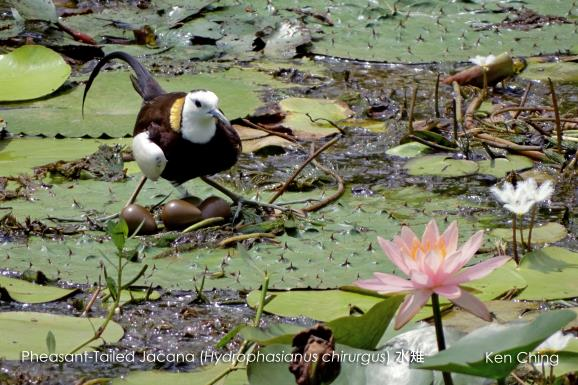 Pheasant-Tailed Jacana (Hydrophasianus chirurgus) 水雉 Ken Ching